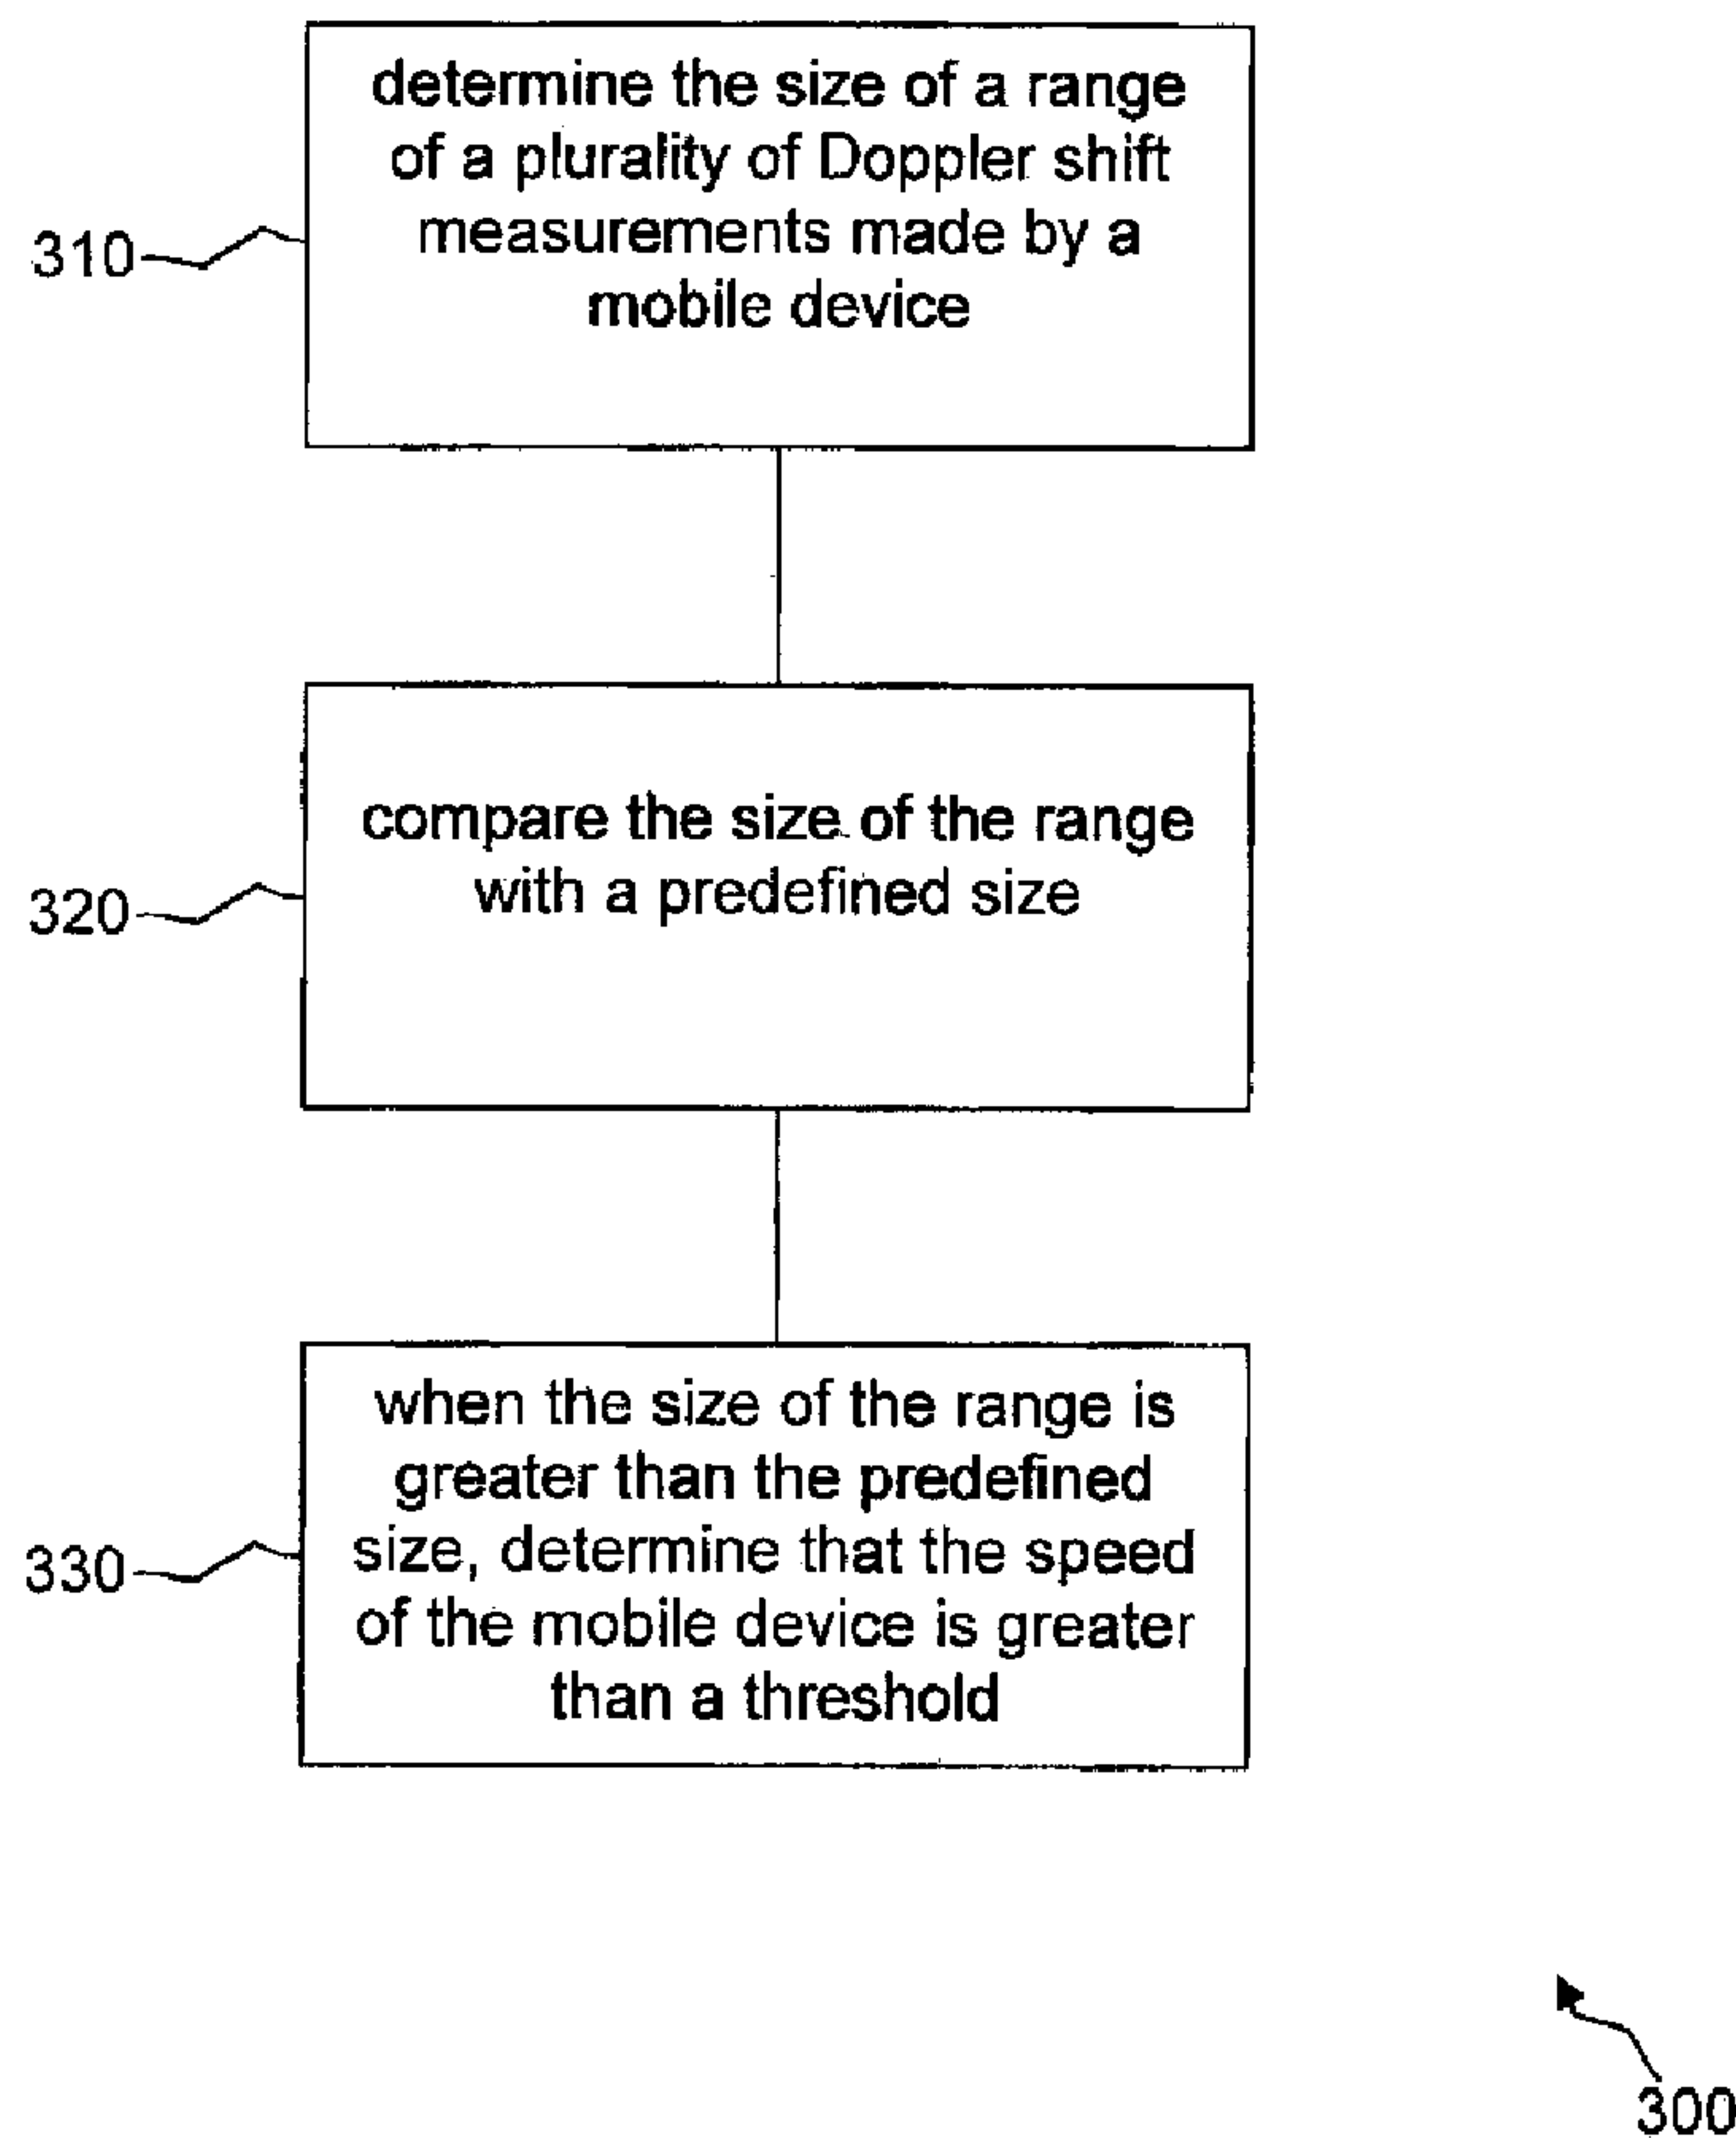 determine the size of a range
of a plurality of Doppler shift
measurements made by a
mobile device
310
compare the size of the range
with a predefined size
320
when the size of the range is
greater than the predefined
size, determine that the speed
of the mobile device is greater
than a threshold
330
300